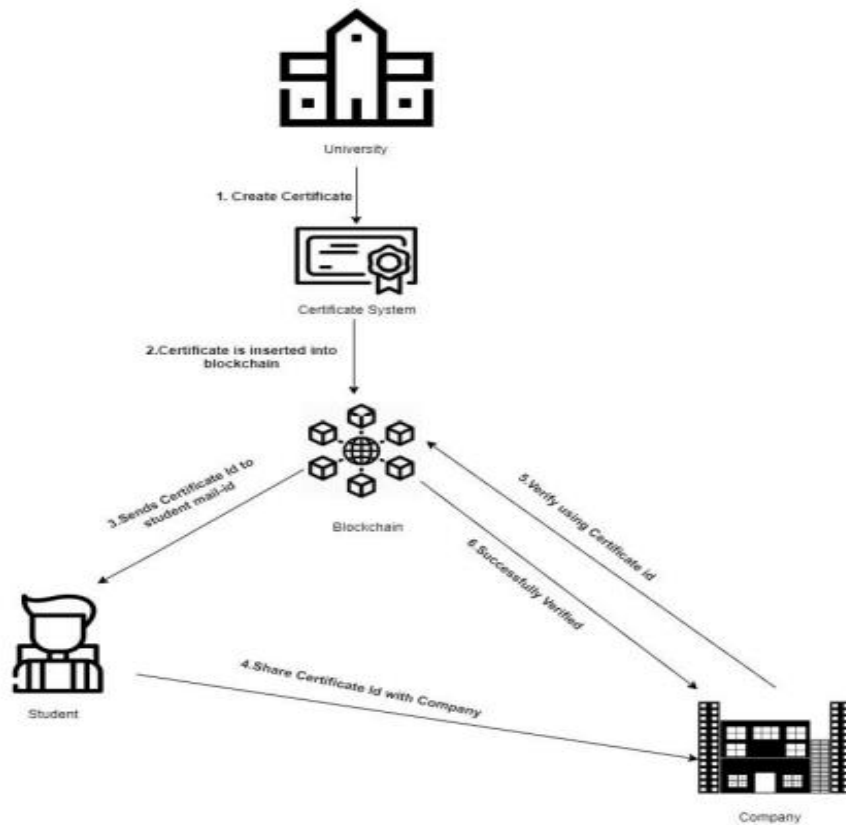 University
1. Create Certificate
Certificate System
2.Certificate is inserted into
blockchain
Blockchain
3.Sends Certificate Id to
student mail-id
5.Verify using Certificate id
6.Successfully Verified
Student
4.Share Certificate Id with Company
Company